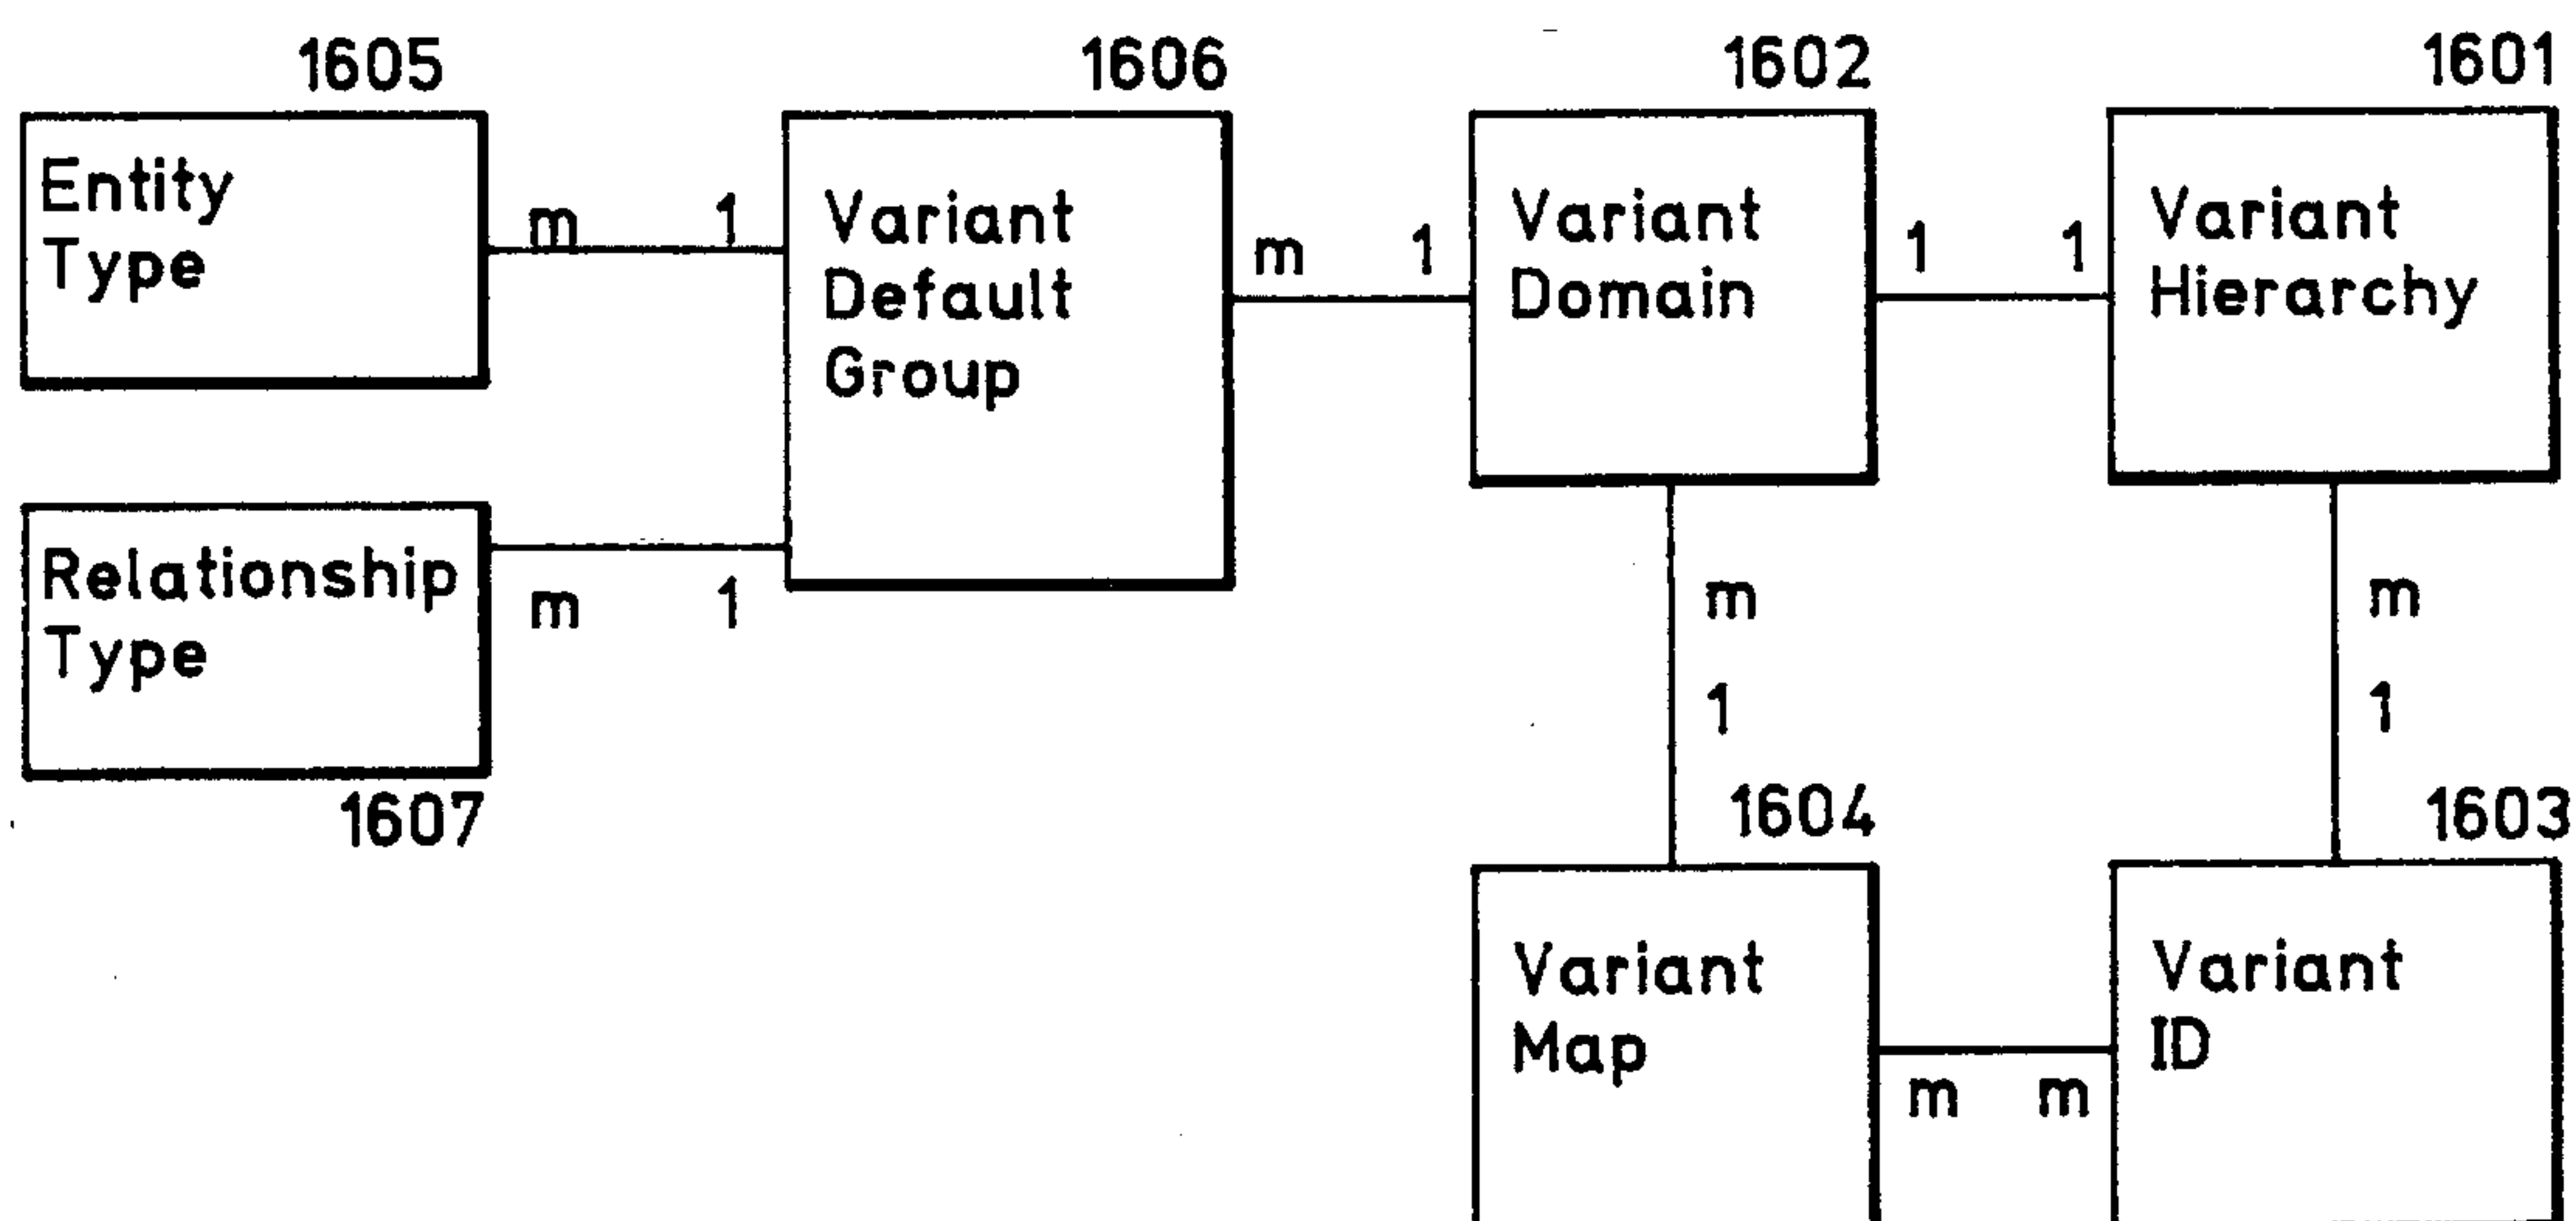 1605
Entity
Type
m 1
1606
Variant
Default
Group
m 1
1602
Variant
Domain
1 1
1601
Variant
Hierarchy
Relationship
Type
1607
m 1
m
1
m
1
1604
Variant
Map
m m
1603
Variant
ID